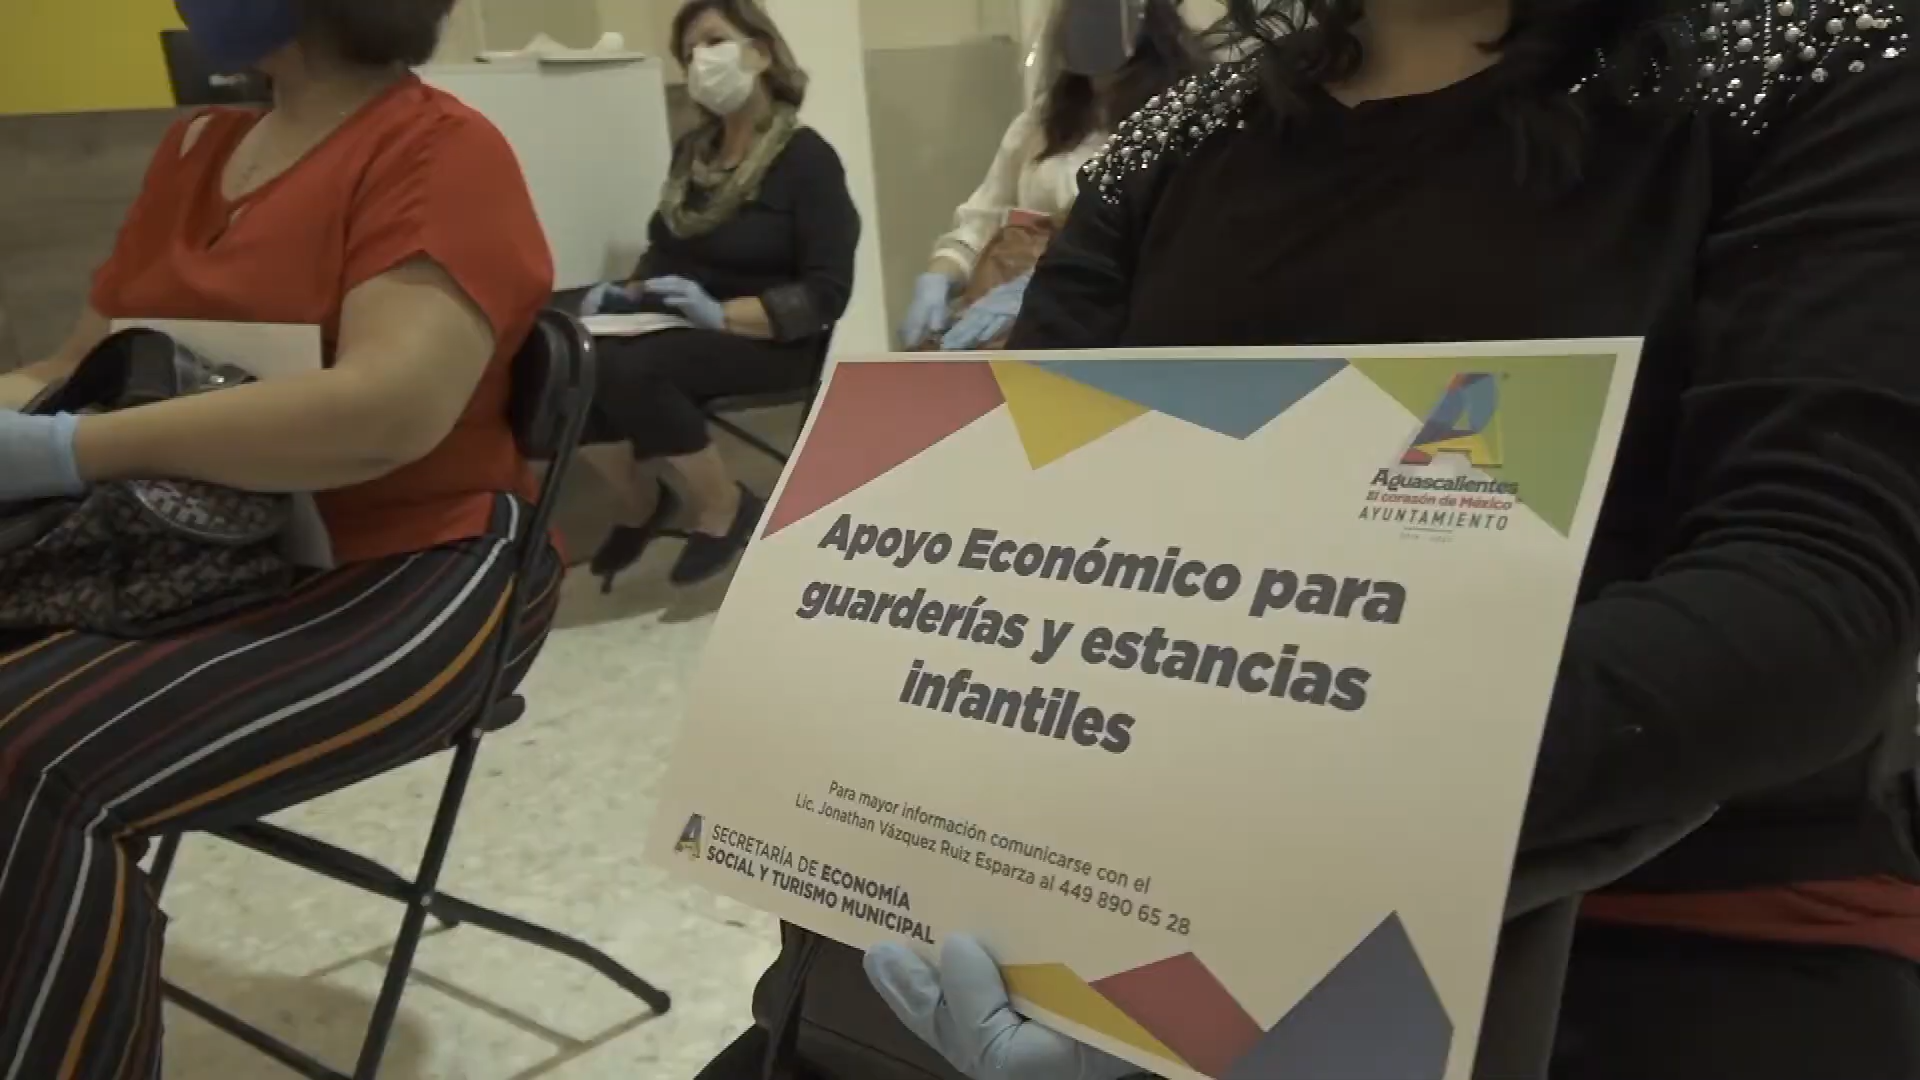 Aguascalientes
El corazón de México
AYUNTAMIENTO
Apoyo Económico para
guarderías y estancias
infantiles
Para mayor información comunicarse con el
Lic. Jonathan Vázquez Ruiz Esparza al 449 890 65 28
SECRETARÍA DE ECONOMÍA
SOCIAL Y TURISMO MUNICIPAL